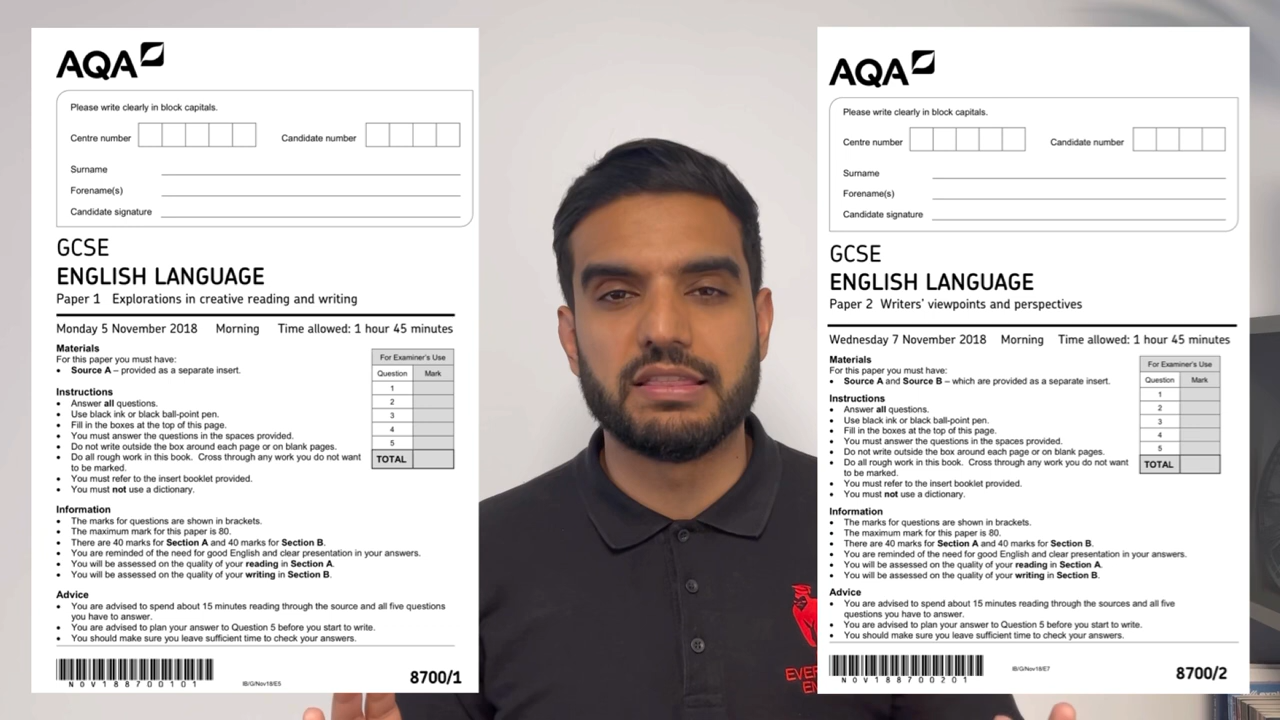 AQA
Please write clearly in block capitals.
Centre number
Candidate number
Surname
Forename(s)
Candidate signature
GCSE
ENGLISH LANGUAGE
Paper 1 Explorations in creative reading and writing
Monday 5 November 2018 Morning Time allowed: 1 hour 45 minutes
Materials
For this paper you must have:
• Source A – provided as a separate insert.
Instructions
• Answer all questions.
• Use black ink or black ball-point pen.
• Fill in the boxes at the top of this page.
• You must answer the questions in the spaces provided.
• Do not write outside the box around each page or on blank pages.
• Do all rough work in this book. Cross through any work you do not want
to be marked.
• You must refer to the insert booklet provided.
• You must not use a dictionary.
For Examiner's Use
Question Mark
1
2
3
4
5
TOTAL
Information
• The marks for questions are shown in brackets.
• The maximum mark for this paper is 80.
• There are 40 marks for Section A and 40 marks for Section B.
• You are reminded of the need for good English and clear presentation in your answers.
• You will be assessed on the quality of your reading in Section A.
• You will be assessed on the quality of your writing in Section B.
Advice
• You are advised to spend about 15 minutes reading through the source and all five questions
you have to answer.
• You are advised to plan your answer to Question 5 before you start to write.
• You should make sure you leave sufficient time to check your answers.
NOV188700101
IB/G/Nov18/E5
8700/1
AQA
Please write clearly in block capitals.
Centre number
Candidate number
Surname
Forename(s)
Candidate signature
GCSE
ENGLISH LANGUAGE
Paper 2 Writers' viewpoints and perspectives
Wednesday 7 November 2018 Morning Time allowed: 1 hour 45 minutes
Materials
For this paper you must have:
• Source A and Source B – which are provided as a separate insert.
Instructions
• Answer all questions.
• Use black ink or black ball-point pen.
• Fill in the boxes at the top of this page.
• You must answer the questions in the spaces provided.
• Do not write outside the box around each page or on blank pages.
• Do all rough work in this book. Cross through any work you do not want
to be marked.
• You must refer to the insert booklet provided.
• You must not use a dictionary.
For Examiner's Use
Question Mark
1
2
3
4
5
TOTAL
Information
• The marks for questions are shown in brackets.
• The maximum mark for this paper is 80.
• There are 40 marks for Section A and 40 marks for Section B.
• You are reminded of the need for good English and clear presentation in your answers.
• You will be assessed on the quality of your reading in Section A.
• You will be assessed on the quality of your writing in Section B.
Advice
• You are advised to spend about 15 minutes reading through the sources and all five
questions you have to answer.
• You are advised to plan your answer to Question 5 before you start to write.
• You should make sure you leave sufficient time to check your answers.
NOV188700201
IB/G/Nov18/E7
8700/2